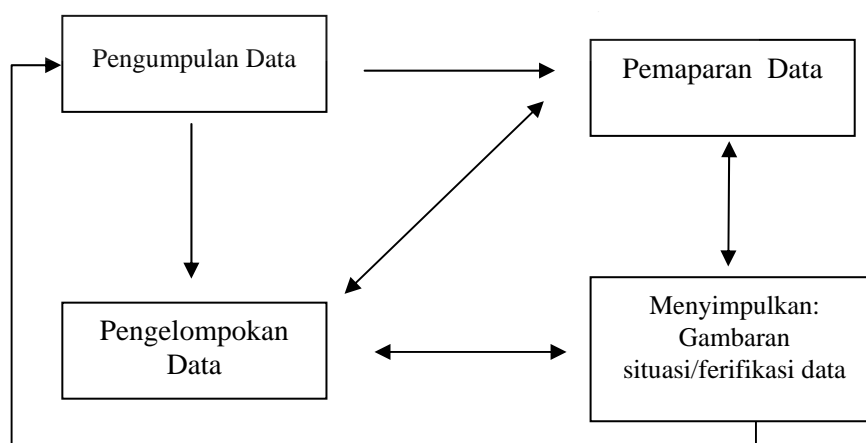 Pengumpulan Data
Pemaparan Data
Pengelompokan
Data
Menyimpulkan:
Gambaran
situasi/ferifikasi data